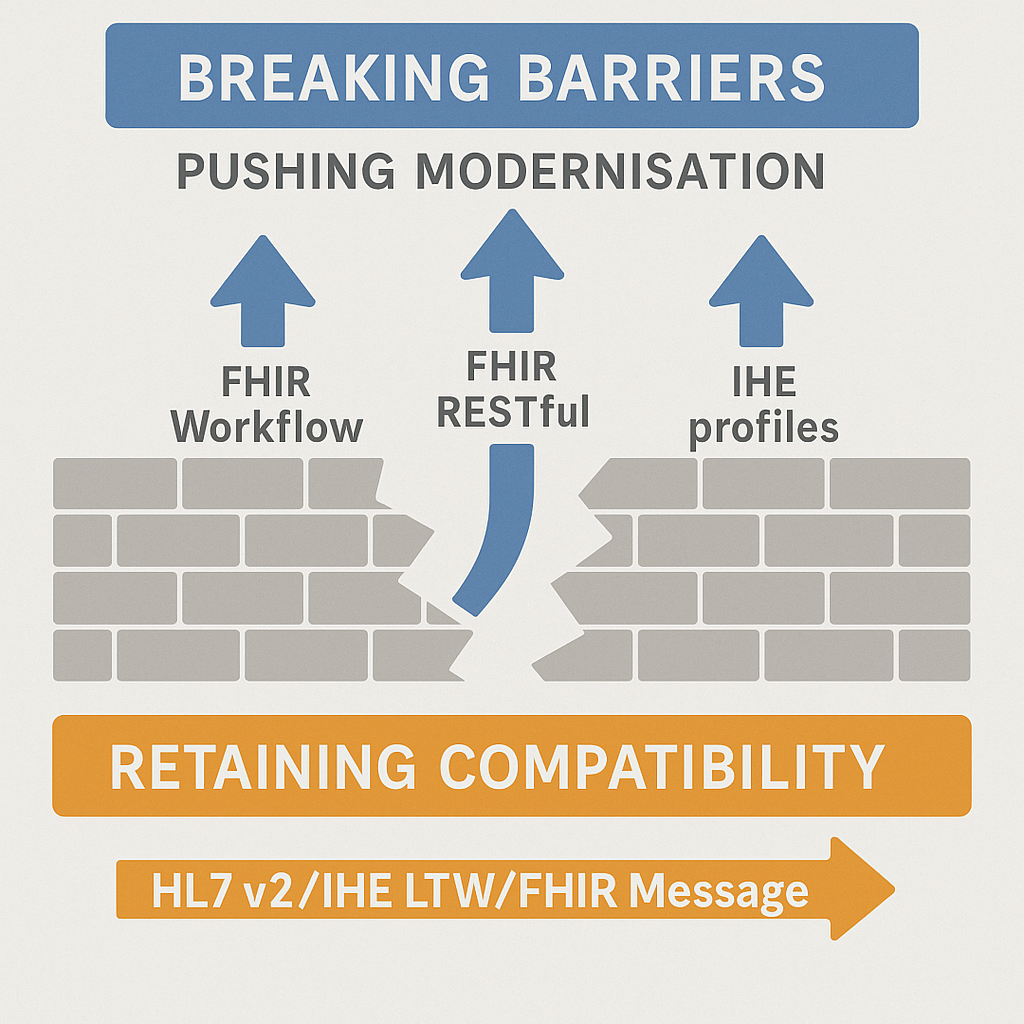 BREAKING BARRIERS
PUSHING MODERNISATION
FHIR
Workflow
FHIR
RESTful
IHE
profiles
RETAINING COMPATIBILITY
HL7 v2/IHE LTW/FHIR Message